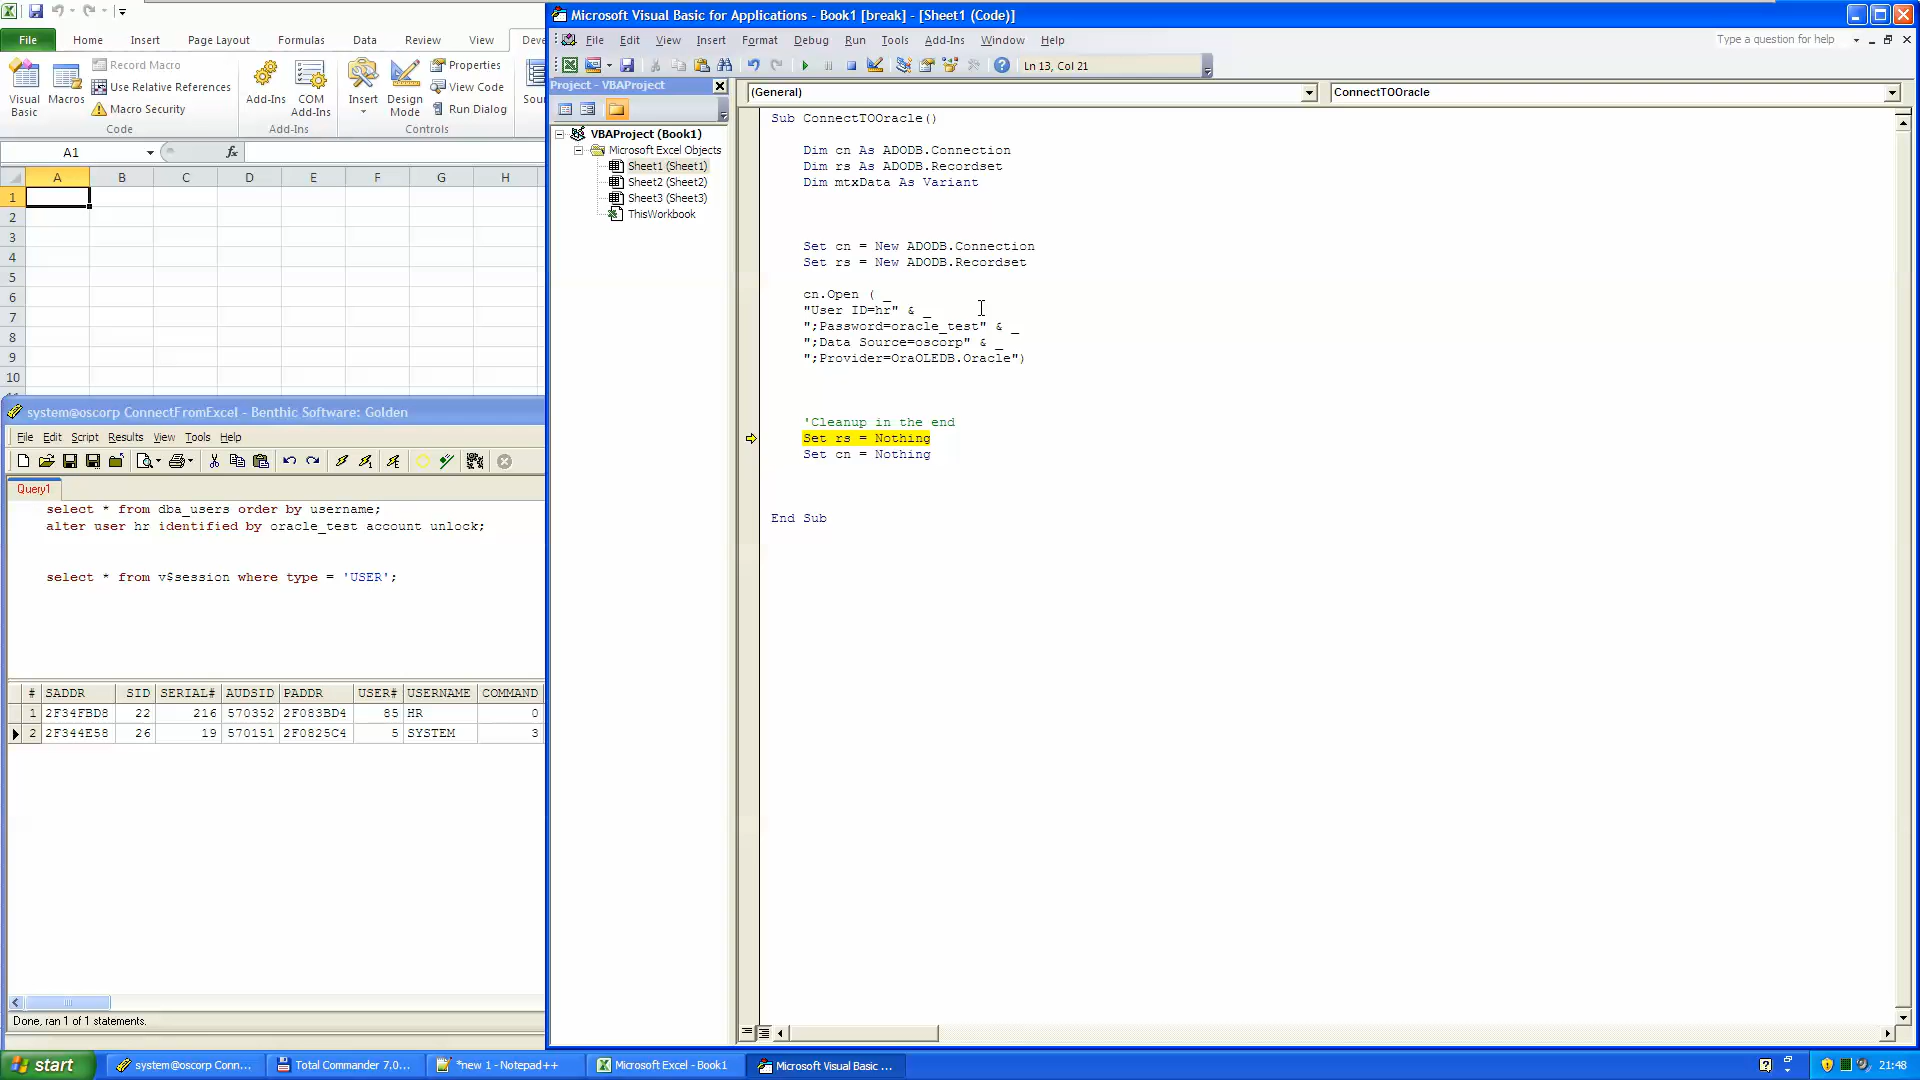 File Home Insert Page Layout Formulas Data Review View Deve
Visual Basic
Macros
Record Macro
Use Relative References
Macro Security
Code
Add-Ins
COM Add-Ins
Add-Ins
Insert
Design Mode
Properties
View Code
Run Dialog
Controls
Sour
A1
fx
A B C D E F G H
1
2
3
4
5
6
7
8
9
10
system@oscorp ConnectFromExcel - Benthic Software: Golden
File Edit Script Results View Tools Help
Query1
select * from dba_users order by username;
alter user hr identified by oracle_test account unlock;
select * from v$session where type = 'USER';
# SADDR SID SERIAL# AUDSID PADDR USER# USERNAME COMMAND
1 2F34FBD8 22 216 570352 2F083BD4 85 HR 0
2 2F344E58 26 19 570151 2F0825C4 5 SYSTEM 3
Done, ran 1 of 1 statements.
Microsoft Visual Basic for Applications - Book1 [break] - [Sheet1 (Code)]
File Edit View Insert Format Debug Run Tools Add-Ins Window Help
Type a question for help
Ln 13, Col 21
Project - VBAProject
VBAProject (Book1)
Microsoft Excel Objects
Sheet1 (Sheet1)
Sheet2 (Sheet2)
Sheet3 (Sheet3)
ThisWorkbook
(General)
ConnectTOOracle
Sub ConnectTOOracle()
Dim cn As ADODB.Connection
Dim rs As ADODB.Recordset
Dim mtxData As Variant
Set cn = New ADODB.Connection
Set rs = New ADODB.Recordset
cn.Open ( _
"User ID=hr" & _
";Password=oracle_test" & _
";Data Source=oscorp" & _
";Provider=OraOLEDB.Oracle")
'Cleanup in the end
Set rs = Nothing
Set cn = Nothing
End Sub
start
system@oscorp Conn...
Total Commander 7,0...
*new 1 - Notepad++
Microsoft Excel - Book1
Microsoft Visual Basic ...
21:48